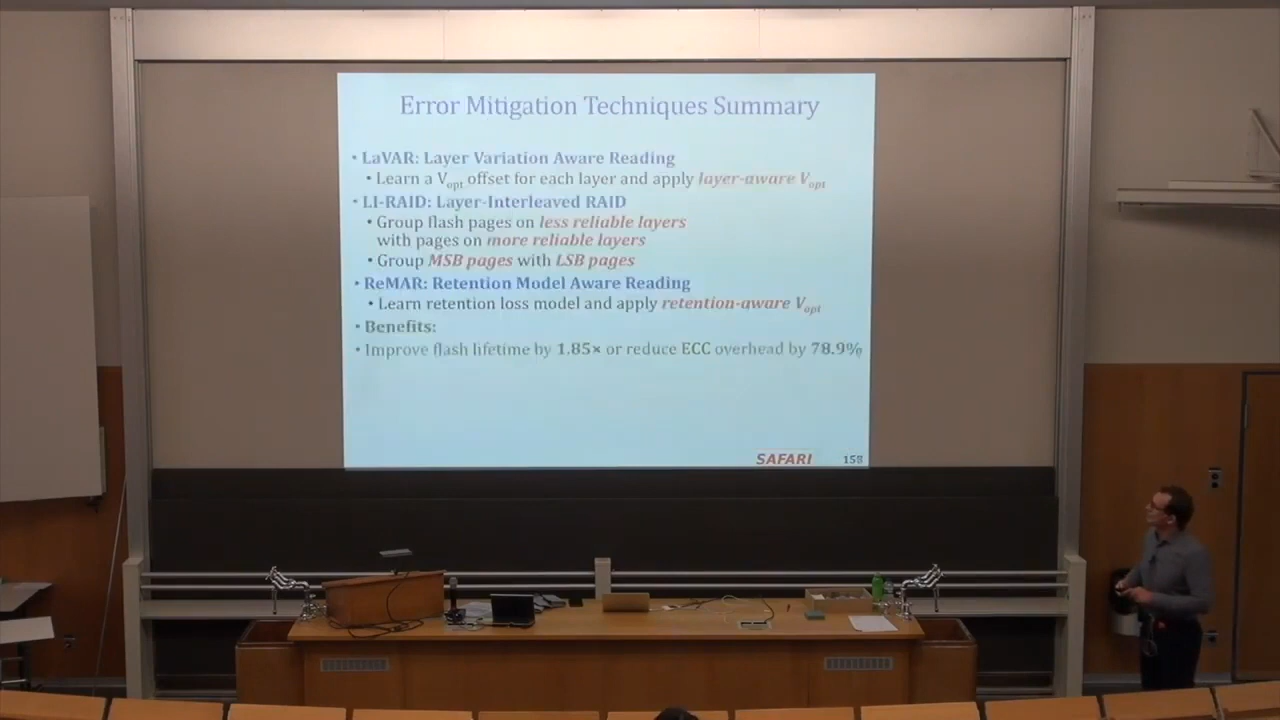 Error Mitigation Techniques Summary
• LaVAR: Layer Variation Aware Reading
• Learn a Vopt offset for each layer and apply layer-aware Vopt
• LI-RAID: Layer-Interleaved RAID
• Group flash pages on less reliable layers
with pages on more reliable layers
• Group MSB pages with LSB pages
• ReMAR: Retention Model Aware Reading
• Learn retention loss model and apply retention-aware Vopt
• Benefits:
• Improve flash lifetime by 1.85× or reduce ECC overhead by 78.9%
SAFARI 158